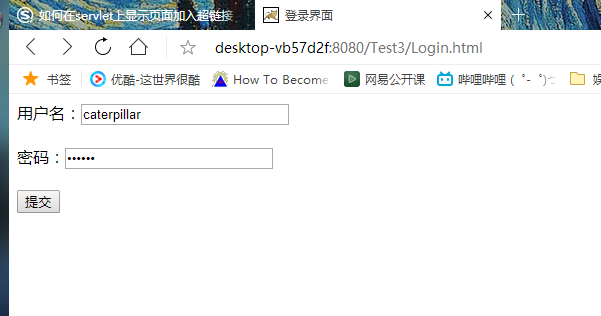 如何在servlet上显示页面加入超链接 登录界面
desktop-vb57d2f:8080/Test3/Login.html
书签 优酷-这世界很酷 How To Become 网易公开课 哔哩哔哩 ( ゜- ゜)つ
用户名：caterpillar
密码：••••••
提交